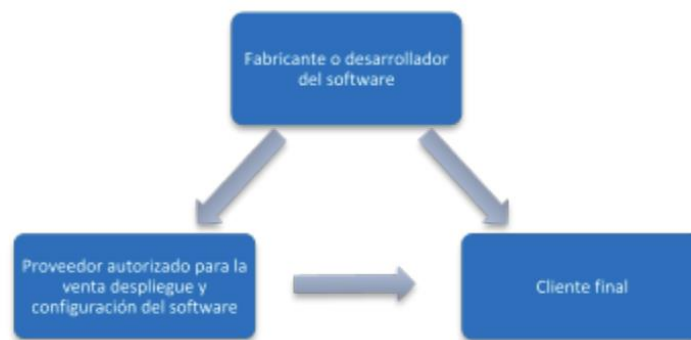 Fabricante o desarrollador
del software
Proveedor autorizado para la
venta despliegue y
configuración del software
Cliente final